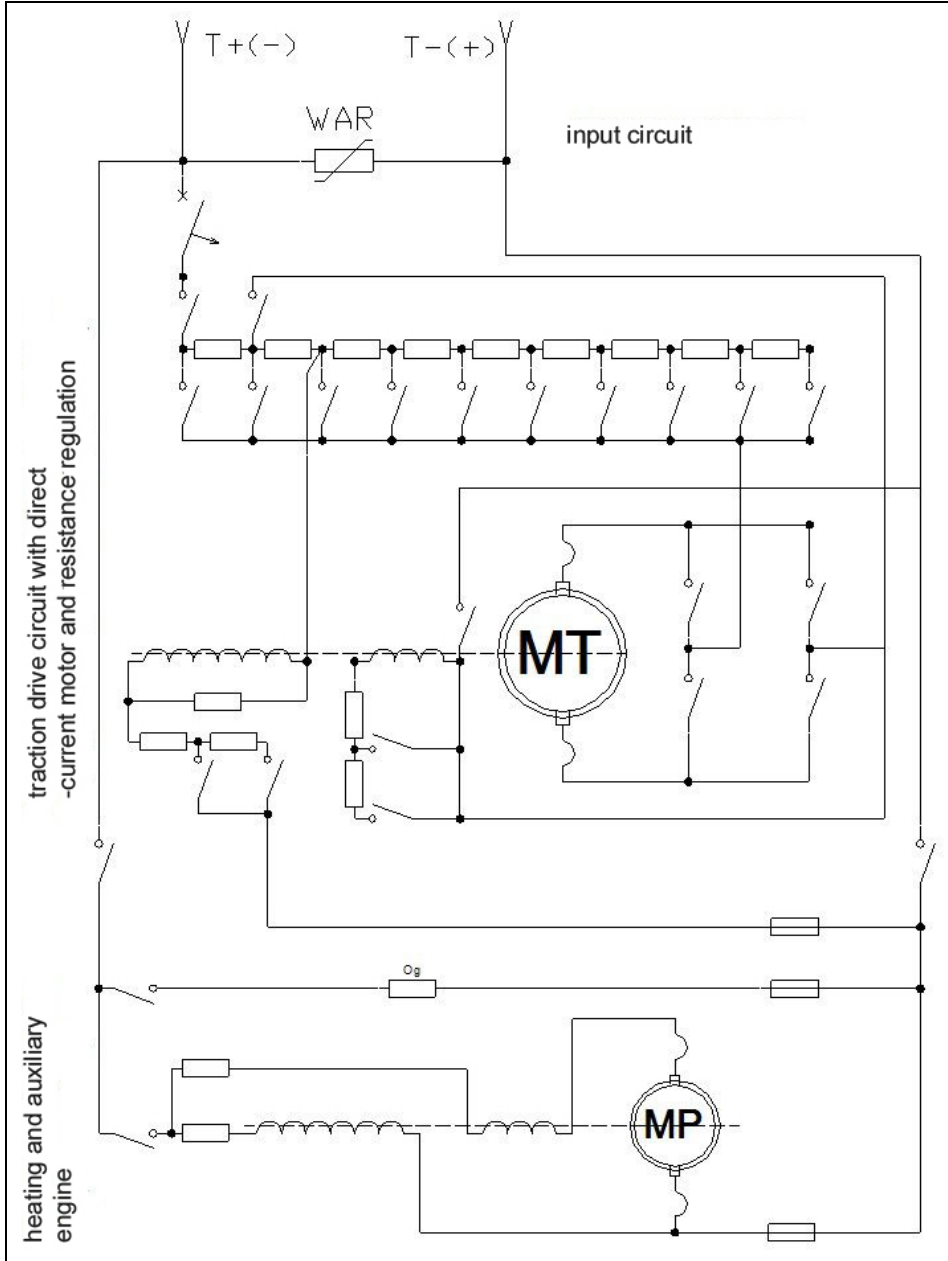 T+(-)
T-(+)
WAR
input circuit
traction drive circuit with direct
-current motor and resistance regulation
MT
Og
heating and auxiliary
engine
MP